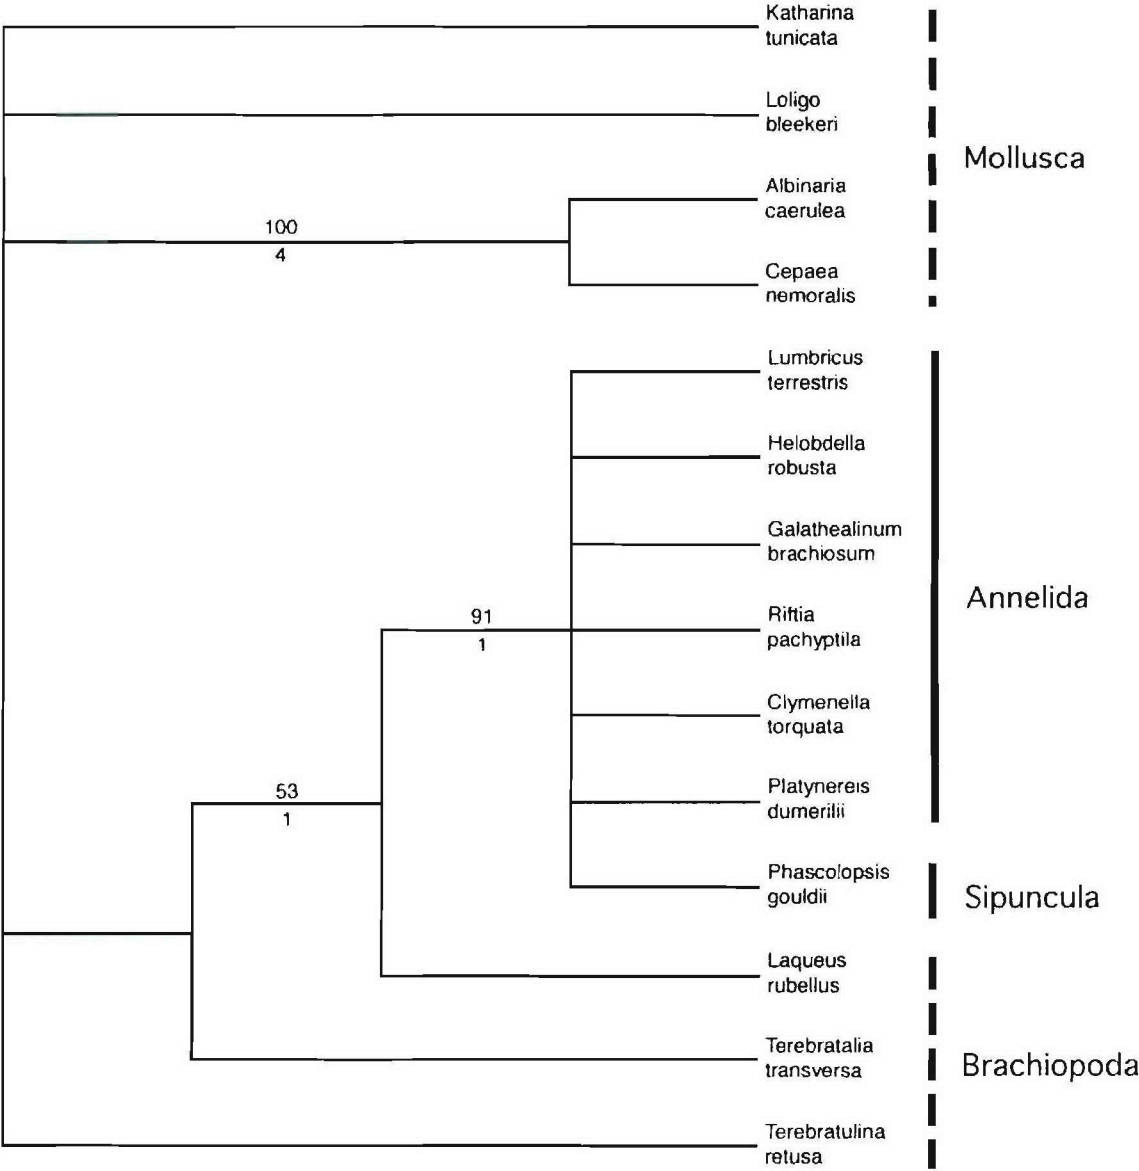 Katharina
tunicata
Loligo
bleekeri
Mollusca
Albinaria
caerulea
100
4
Cepaea
nemoralis
Lumbricus
terrestris
Helobdella
robusta
Galathealinum
brachiosum
Annelida
Riftia
pachyptila
91
1
Clymenella
torquata
Platynereis
dumerilii
53
1
Phascolopsis
gouldii
Sipuncula
Laqueus
rubellus
Terebratalia
transversa
Brachiopoda
Terebratulina
retusa